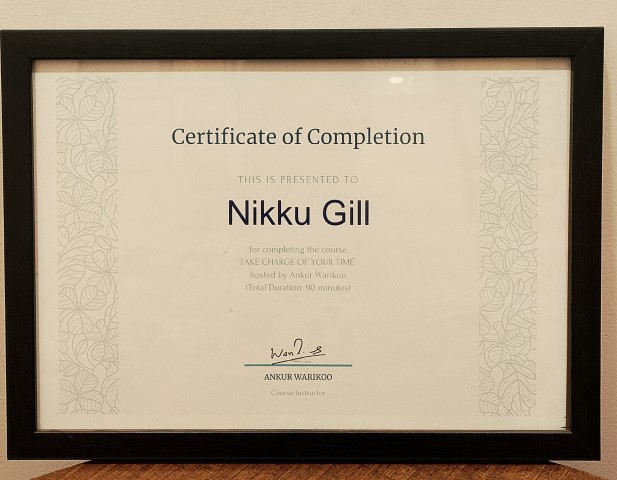 Certificate of Completion
THIS IS PRESENTED TO
Nikku Gill
for completing the course
TAKE CHARGE OF YOUR TIME
hosted by Ankur Warikoo
(Total Duration: 90 minutes)
ANKUR WARIKOO
Course Instructor